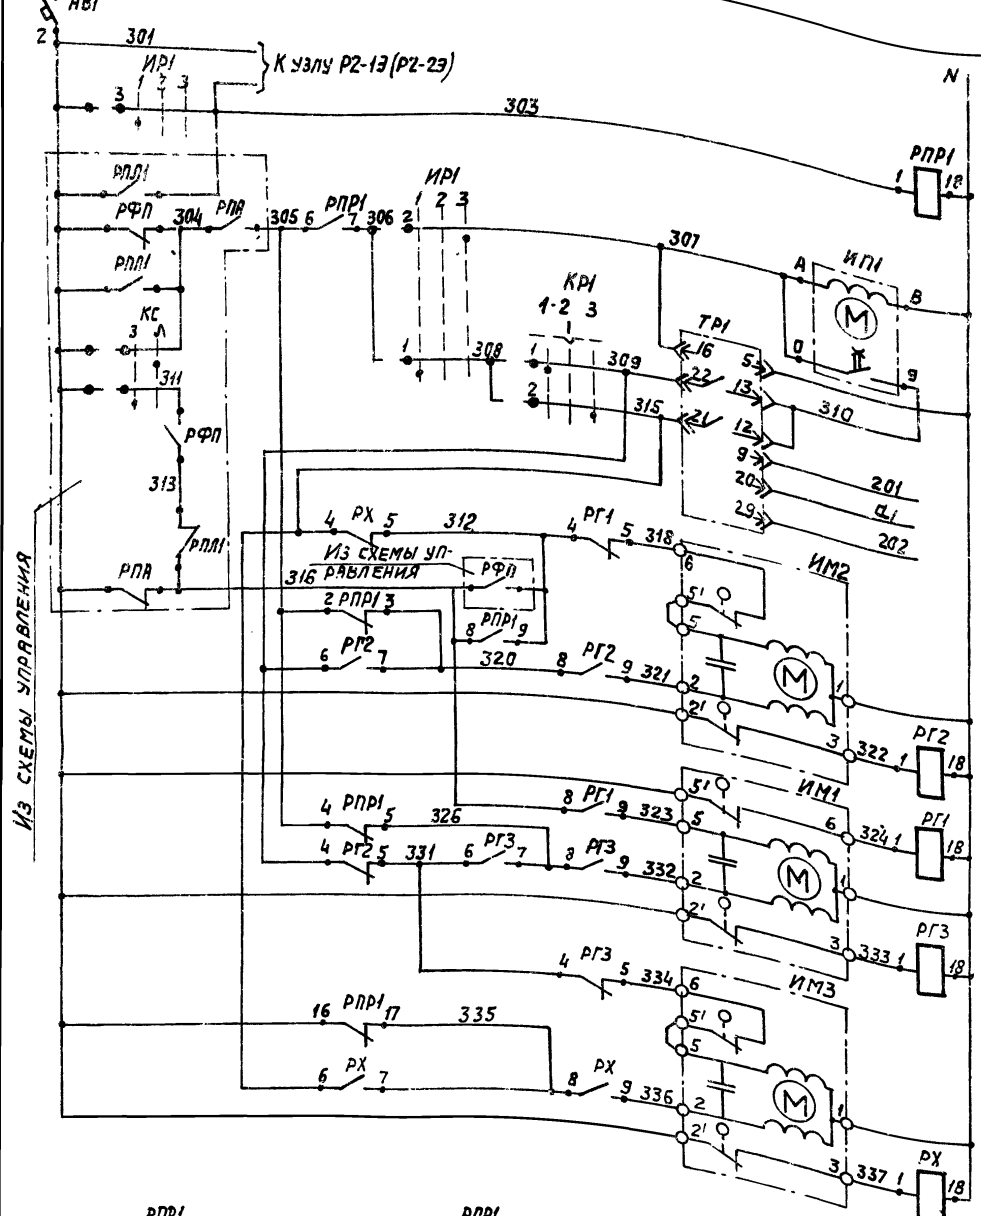 АВ1
2 301
К УЗЛУ Р2-1Э (Р2-2Э)
ИР1
3 1 2 3
303
N
РПР1
1 18
РПЛ1
РФП 304 РПА 305 6 РПР1 7 306 2
ИР1
1 2 3
307
РПЛ1
КС
3 Л
311
РФП
313
РПЛ1
РПА
316
1 308
КР1
1-2 3
1 309
2 315
ТР1
16
22
21
5
13
12
9
20
29
310
201
а1
202
ИП1
А В
М
О 9
4 РХ 5 312
4 РГ1 5 318
ИЗ СХЕМЫ УП-
РАВЛЕНИЯ
РФП
2 РПР1 3
8 РПР1 9
6 РГ2 7 320
8 РГ2 9 321
ИМ2
6
5'
5
2
2'
М
1
3 322 1
РГ2
18
ИЗ СХЕМЫ УПРАВЛЕНИЯ
4 РПР1 5 326
8 РГ1 9 323
4 РГ2 5 331 6 РГ3 7
8 РГ3 9 332
ИМ1
5'
5
2
2'
М
6 324 1
РГ1
18
1
3 333 1
РГ3
18
4 РГ3 5 334
16 РПР1 17 335
6 РХ 7
8 РХ 9 336
ИМ3
6
5'
5
2
2'
М
1
3 337 1
РХ
18
РПР1 РПР1